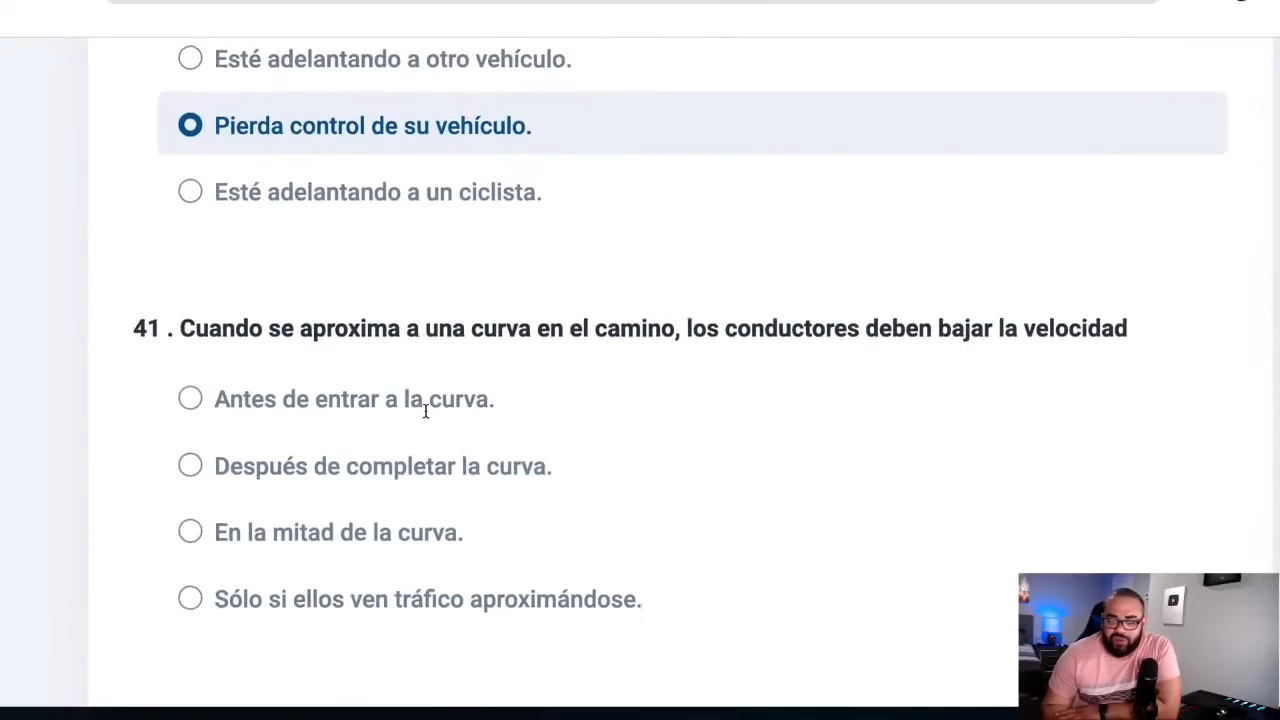 Esté adelantando a otro vehículo.
Pierda control de su vehículo.
Esté adelantando a un ciclista.
41 . Cuando se aproxima a una curva en el camino, los conductores deben bajar la velocidad
Antes de entrar a la curva.
Después de completar la curva.
En la mitad de la curva.
Sólo si ellos ven tráfico aproximándose.